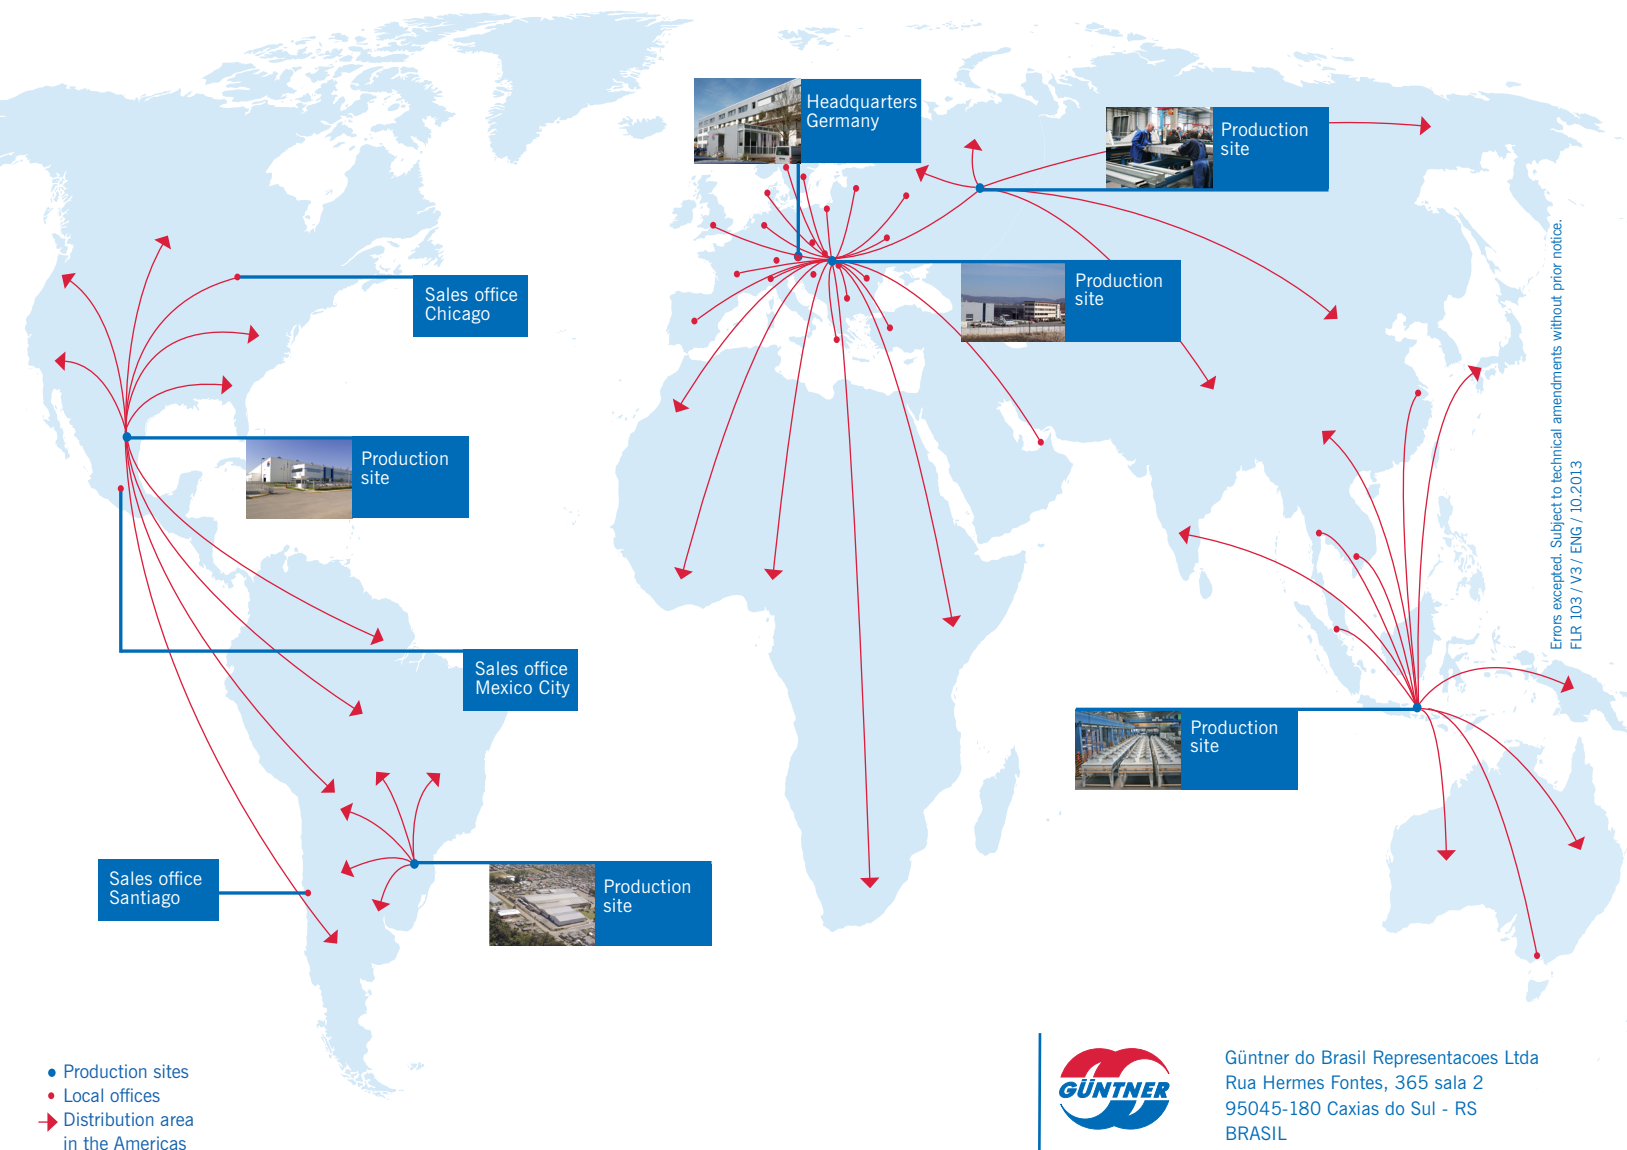 Headquarters
Germany
Production
site
Production
site
Sales office
Chicago
Production
site
Sales office
Mexico City
Production
site
Sales office
Santiago
Production
site
Errors excepted. Subject to technical amendments without prior notice.
FLR 103 / V3 / ENG / 10.2013
Production sites
Local offices
Distribution area
in the Americas
GÜNTNER
Güntner do Brasil Representacoes Ltda
Rua Hermes Fontes, 365 sala 2
95045-180 Caxias do Sul - RS
BRASIL